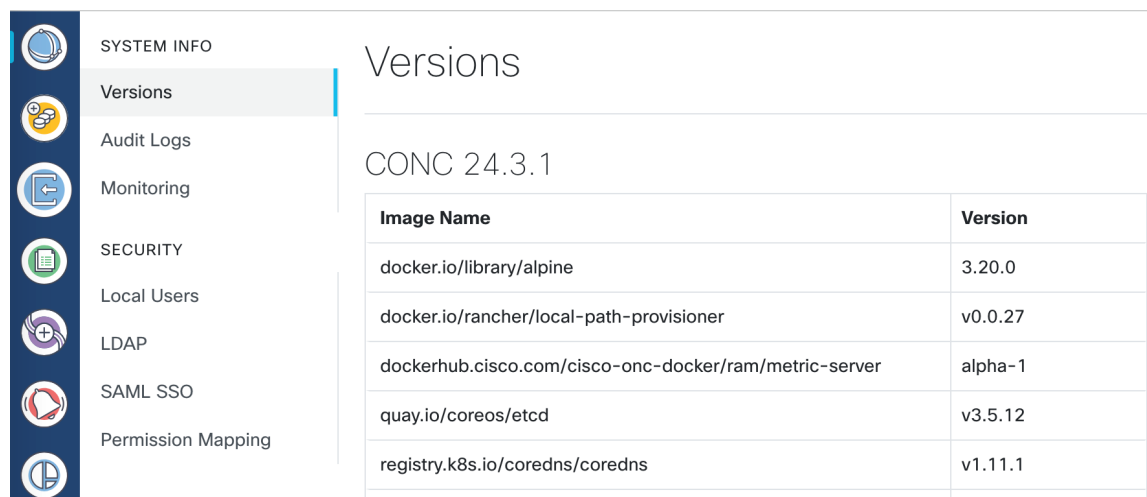 SYSTEM INFO
Versions
Audit Logs
Monitoring
SECURITY
Local Users
LDAP
SAML SSO
Permission Mapping
Versions
CONC 24.3.1
Image Name Version
docker.io/library/alpine 3.20.0
docker.io/rancher/local-path-provisioner v0.0.27
dockerhub.cisco.com/cisco-onc-docker/ram/metric-server alpha-1
quay.io/coreos/etcd v3.5.12
registry.k8s.io/coredns/coredns v1.11.1